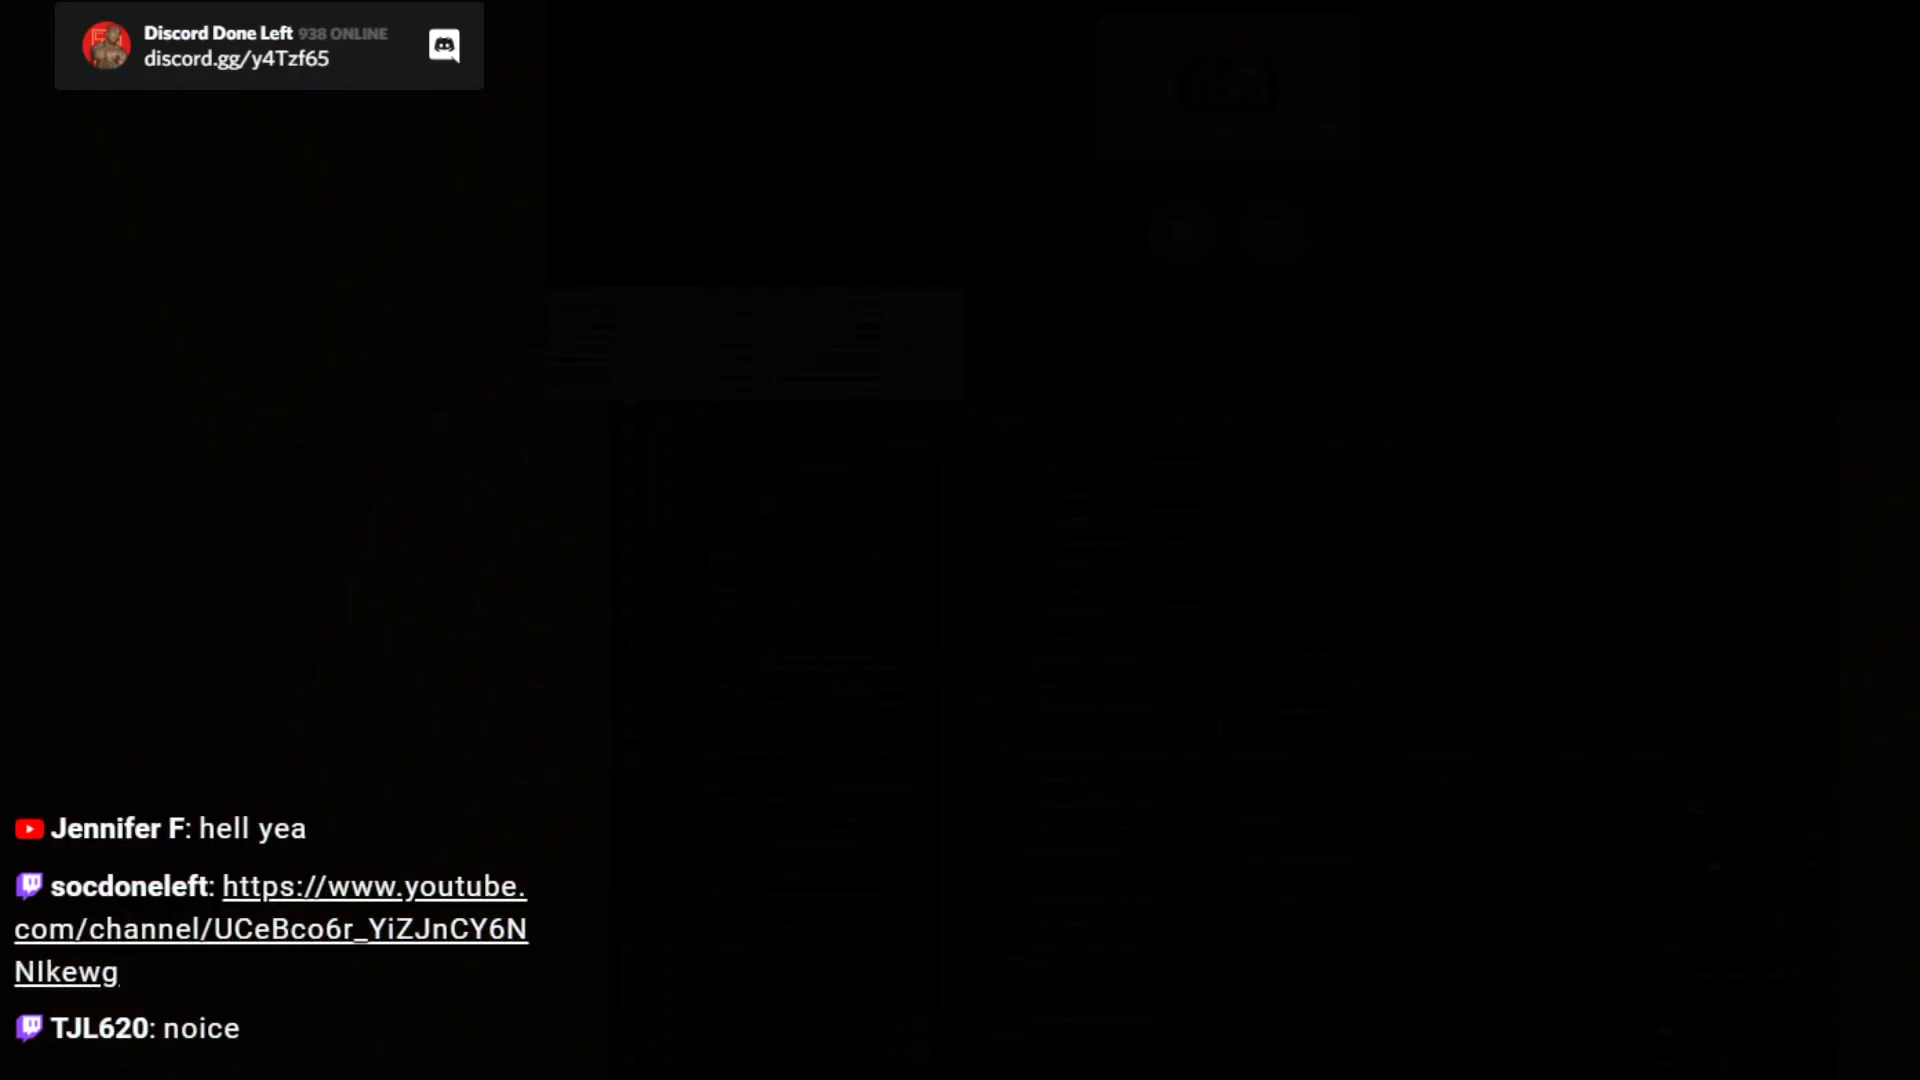 Discord Done Left 938 ONLINE
discord.gg/y4Tzf65
Jennifer F: hell yea
socdoneleft: https://www.youtube.
com/channel/UCeBco6r_YiZJnCY6N
NIkewg
TJL620: noice